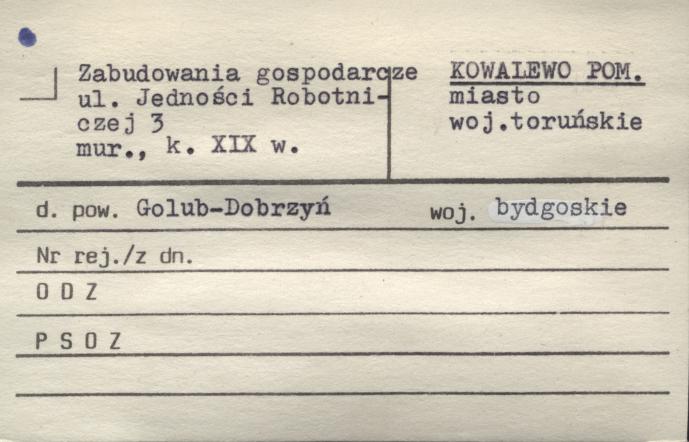 Zabudowania gospodarcze
ul. Jedności Robotni-
czej 3
mur., k. XIX w.
KOWALEWO POM.
miasto
woj.toruńskie
d. pow. Golub-Dobrzyń woj. bydgoskie
Nr rej./z dn.
O D Z
P S O Z